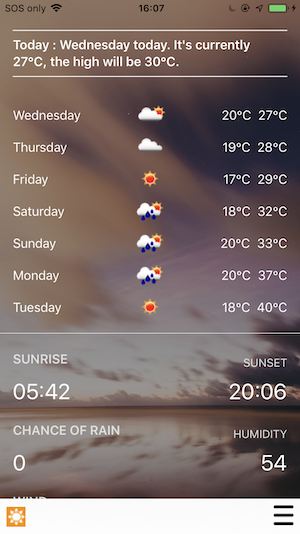 SOS only 16:07
Today : Wednesday today. It's currently
27°C, the high will be 30°C.
Wednesday 20°C 27°C
Thursday 19°C 28°C
Friday 17°C 29°C
Saturday 18°C 32°C
Sunday 20°C 33°C
Monday 20°C 37°C
Tuesday 18°C 40°C
SUNRISE SUNSET
05:42 20:06
CHANCE OF RAIN HUMIDITY
0 54
WIND